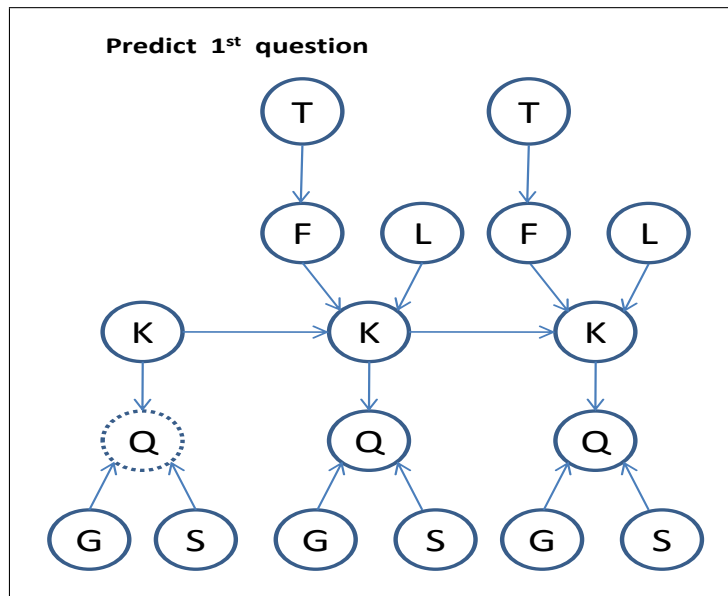 Predict 1st question
T T
F L F L
K K K
Q Q Q
G S G S G S